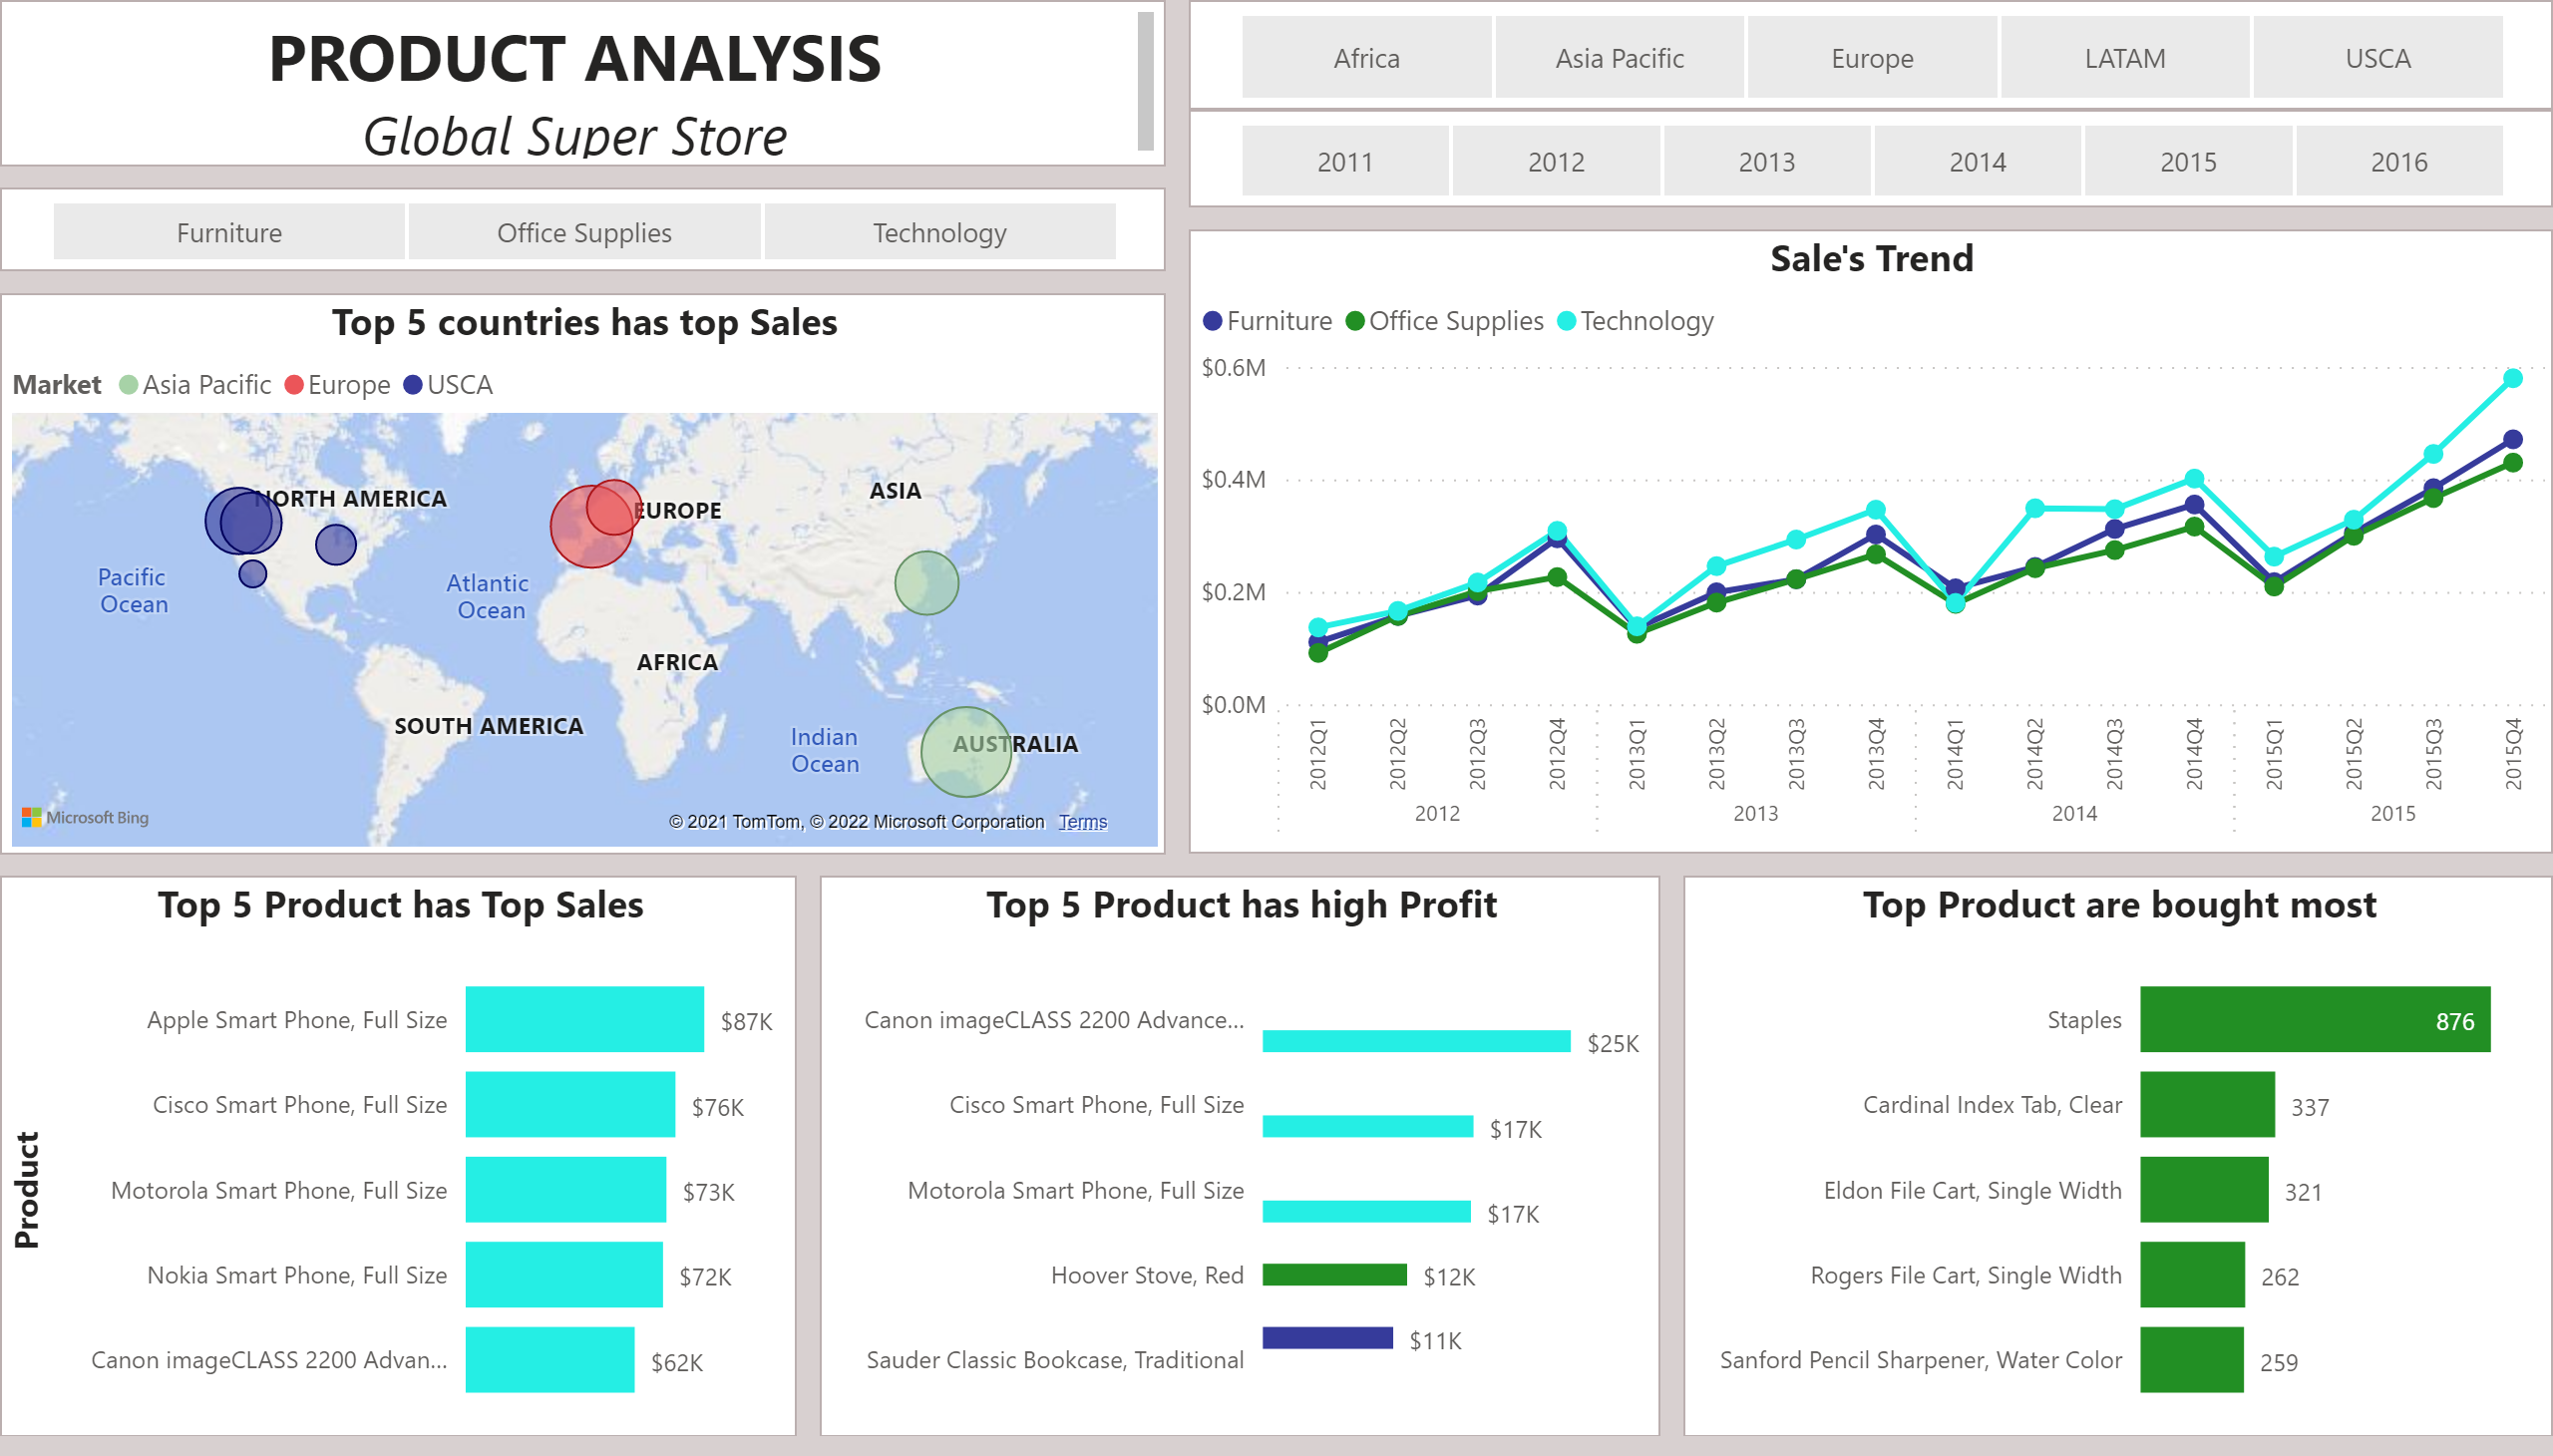 PRODUCT ANALYSIS
Global Super Store
Africa
Asia Pacific
Europe
LATAM
USCA
2011
2012
2013
2014
2015
2016
Furniture
Office Supplies
Technology
Top 5 countries has top Sales
Market Asia Pacific Europe USCA
NORTH AMERICA
EUROPE
ASIA
Pacific
Ocean
Atlantic
Ocean
AFRICA
SOUTH AMERICA
Indian
Ocean
AUSTRALIA
Microsoft Bing
© 2021 TomTom, © 2022 Microsoft Corporation Terms
Sale's Trend
Furniture Office Supplies Technology
$0.6M
$0.4M
$0.2M
$0.0M
2012Q1
2012Q2
2012Q3
2012Q4
2013Q1
2013Q2
2013Q3
2013Q4
2014Q1
2014Q2
2014Q3
2014Q4
2015Q1
2015Q2
2015Q3
2015Q4
2012
2013
2014
2015
Top 5 Product has Top Sales
Product
Apple Smart Phone, Full Size $87K
Cisco Smart Phone, Full Size $76K
Motorola Smart Phone, Full Size $73K
Nokia Smart Phone, Full Size $72K
Canon imageCLASS 2200 Advan... $62K
Top 5 Product has high Profit
Canon imageCLASS 2200 Advance... $25K
Cisco Smart Phone, Full Size $17K
Motorola Smart Phone, Full Size $17K
Hoover Stove, Red $12K
Sauder Classic Bookcase, Traditional $11K
Top Product are bought most
Staples 876
Cardinal Index Tab, Clear 337
Eldon File Cart, Single Width 321
Rogers File Cart, Single Width 262
Sanford Pencil Sharpener, Water Color 259